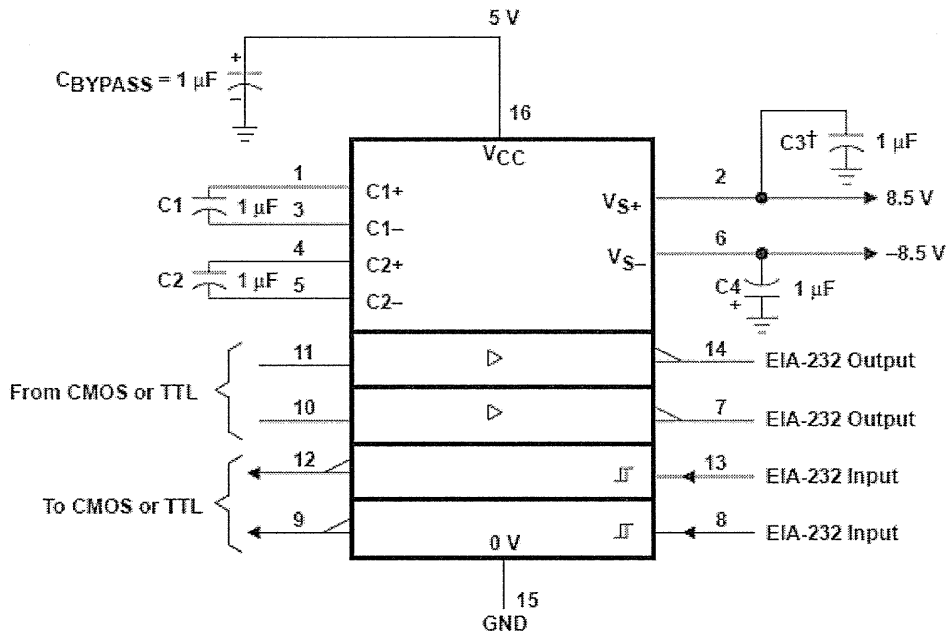 5 V
+
CBYPASS = 1 µF
–
16
VCC
C3† 1 µF
1
2
C1+
C1 1 µF
VS+
8.5 V
3
C1–
6
4
VS–
–8.5 V
C2+
C2 1 µF
5
C4 1 µF
+
C2–
11
14
EIA-232 Output
From CMOS or TTL
10
7
EIA-232 Output
12
13
EIA-232 Input
To CMOS or TTL
9
8
EIA-232 Input
0 V
15
GND